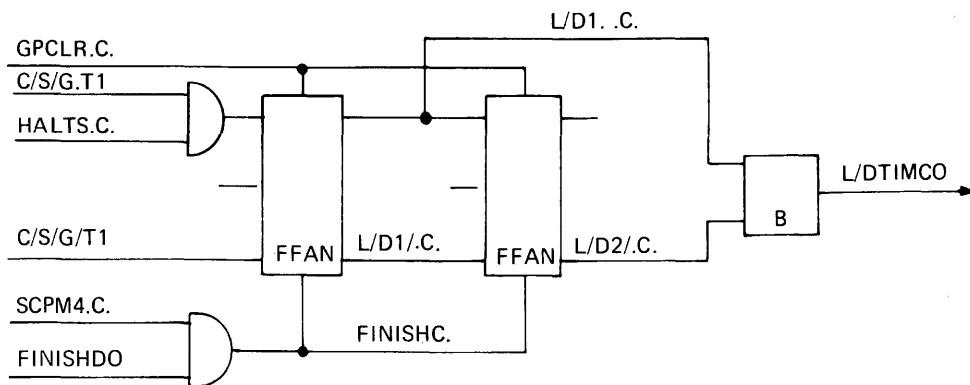 L/D1. .C.
GPCLR.C.
C/S/G.T1
HALTS.C.
L/DTIMCO
B
C/S/G/T1
FFAN
L/D1/.C.
FFAN
L/D2/.C.
SCPM4.C.
FINISHC.
FINISHDO